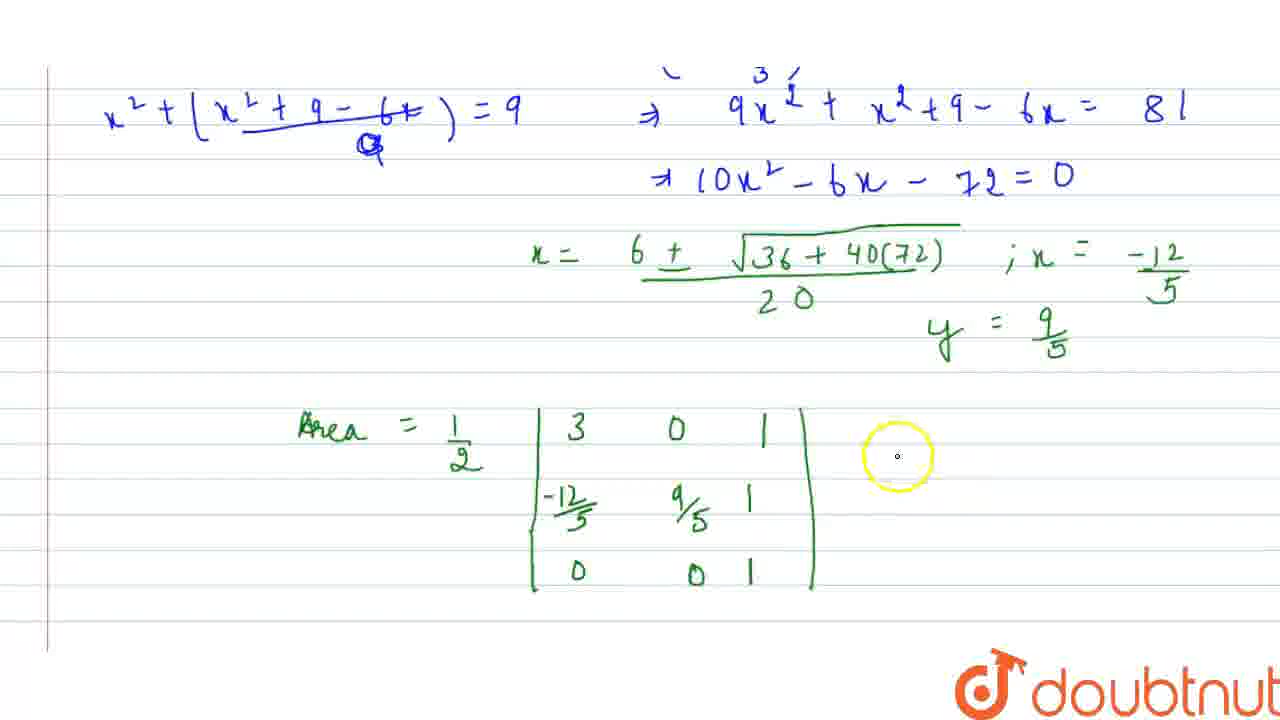 x² + (x² + 9 - 6x / 9) = 9 ⇒ 9x² + x² + 9 - 6x = 81
⇒ 10x² - 6x - 72 = 0
x = 6 ± √36 + 40(72) / 20 ; x = -12/5
y = 9/5
Area = 1/2 | 3 0 1 |
-12/5 9/5 1
0 0 1
doubtnut